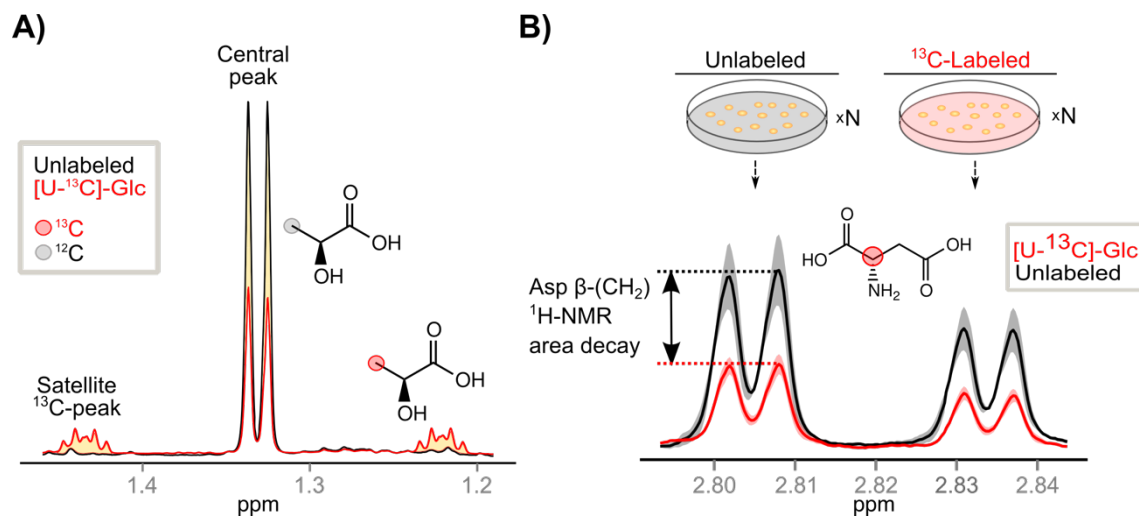 A)
Central
peak
Unlabeled
[U-¹³C]-Glc
¹³C
¹²C
O
OH
OH
O
OH
OH
Satellite
¹³C-peak
1.4
1.3
1.2
ppm
B)
Unlabeled
¹³C-Labeled
xN
xN
O
HO
OH
NH₂
O
[U-¹³C]-Glc
Unlabeled
Asp β-(CH₂)
¹H-NMR
area decay
2.80
2.81
2.82
2.83
2.84
ppm